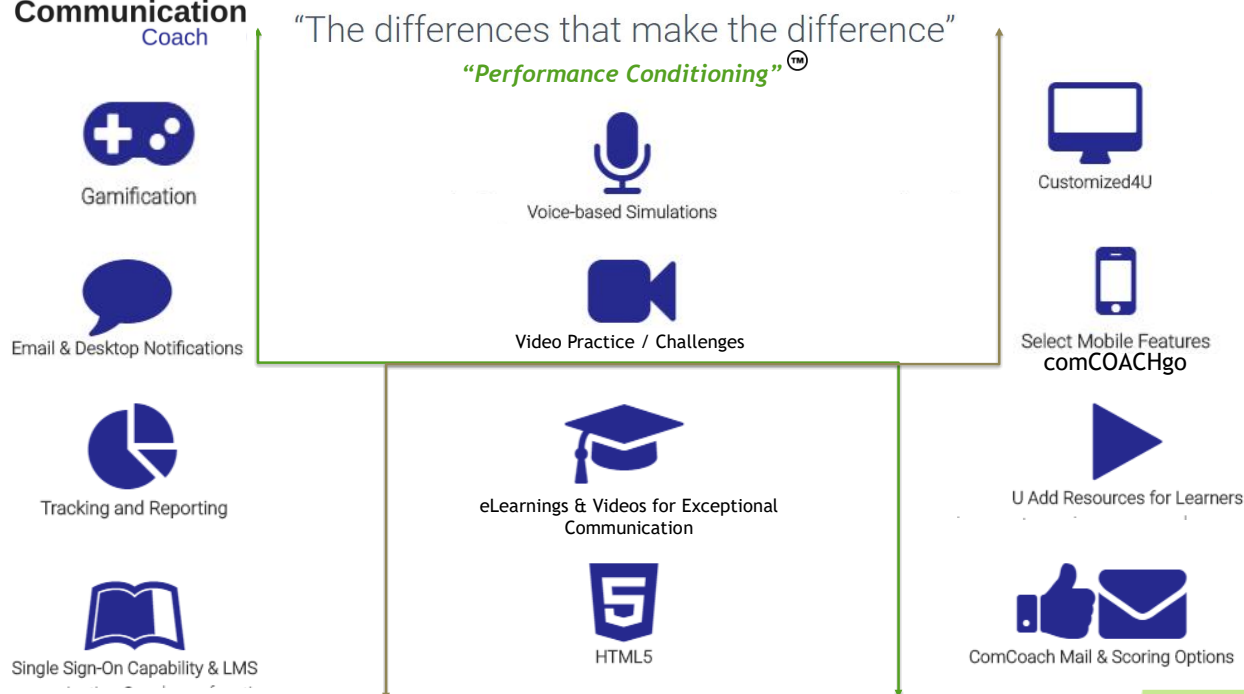 Communication
Coach
“The differences that make the difference”
“Performance Conditioning” TM
Gamification
Voice-based Simulations
Customized4U
Email & Desktop Notifications
Video Practice / Challenges
Select Mobile Features
comCOACHgo
Tracking and Reporting
eLearnings & Videos for Exceptional
Communication
U Add Resources for Learners
Single Sign-On Capability & LMS
5
HTML5
ComCoach Mail & Scoring Options